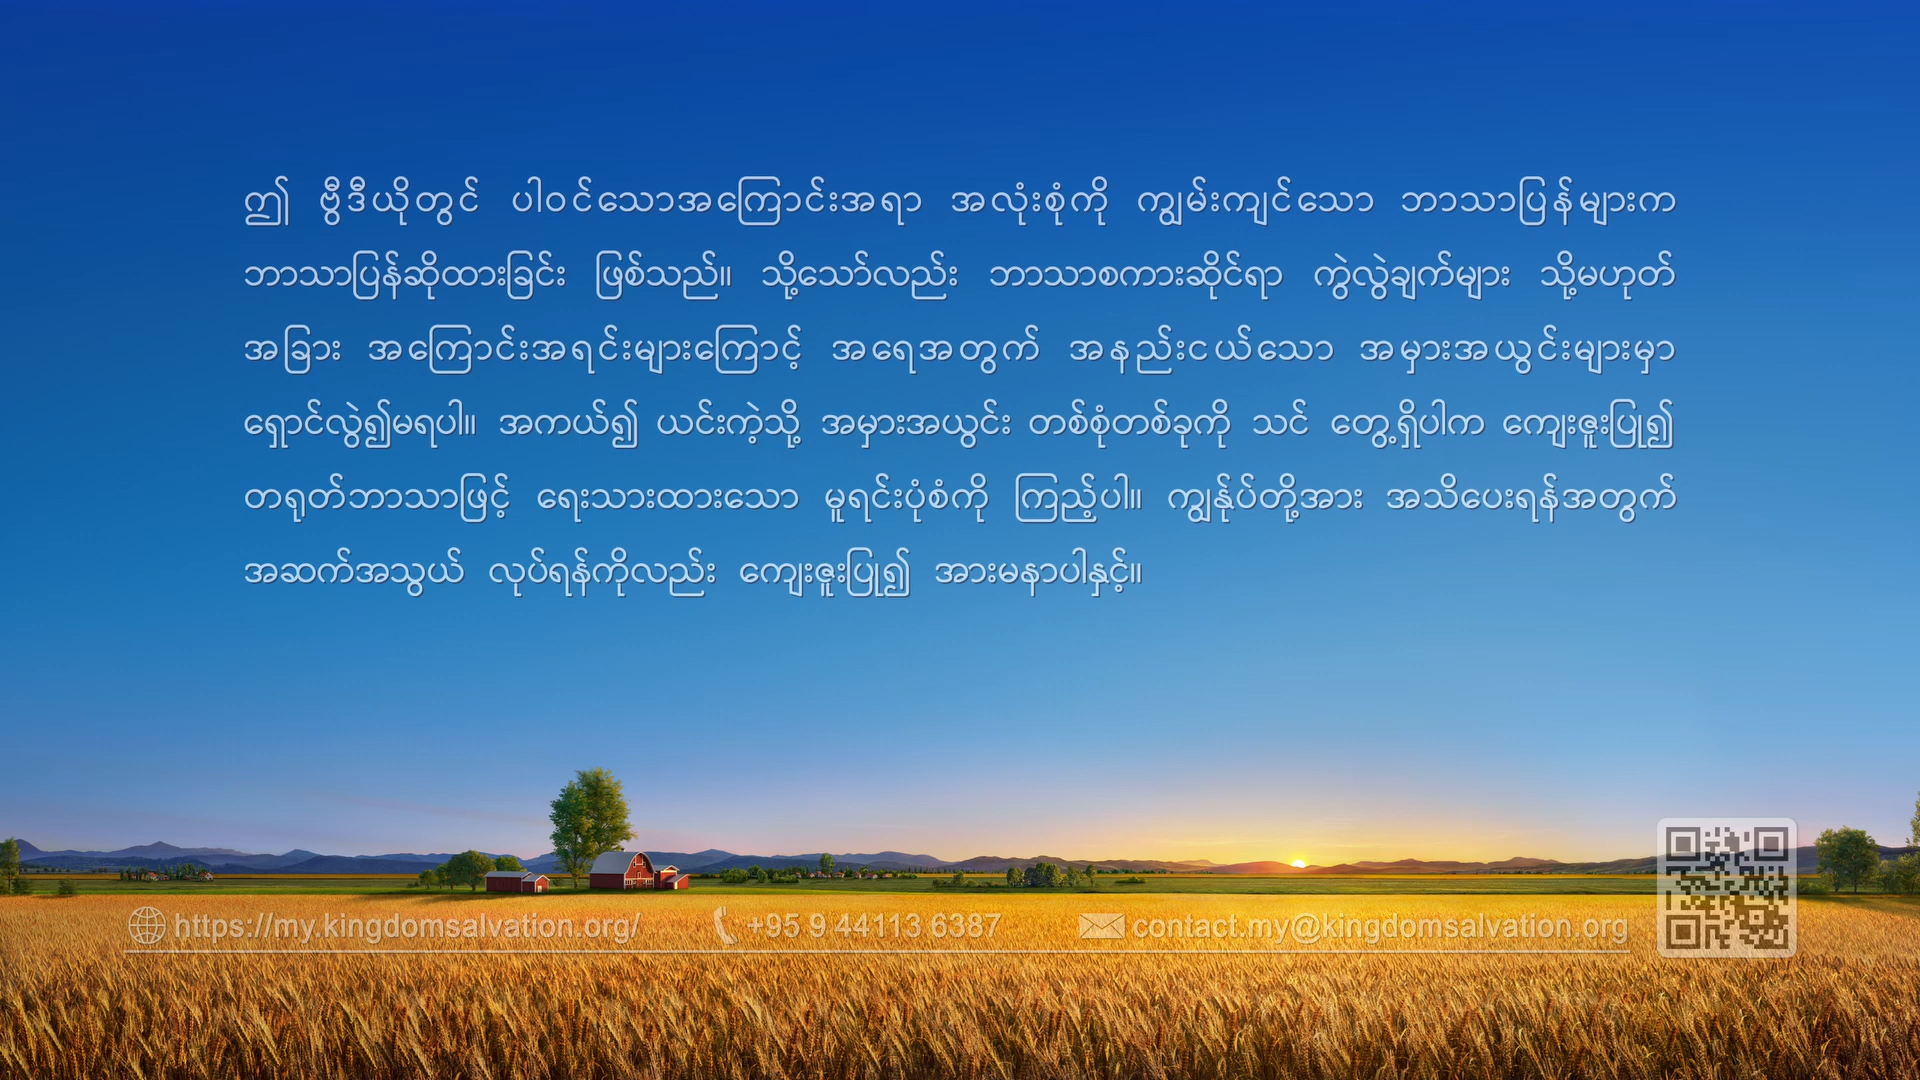 ဤ ဗွီဒီယိုတွင် ပါဝင်သောအကြောင်းအရာ အလုံးစုံကို ကျွမ်းကျင်သော ဘာသာပြန်များက
ဘာသာပြန်ဆိုထားခြင်း ဖြစ်သည်။ သို့သော်လည်း ဘာသာစကားဆိုင်ရာ ကွဲလွဲချက်များ သို့မဟုတ်
အခြား အကြောင်းအရင်းများကြောင့် အရေအတွက် အနည်းငယ်သော အမှားအယွင်းများမှာ
ရှောင်လွှဲ၍မရပါ။ အကယ်၍ ယင်းကဲ့သို့ အမှားအယွင်း တစ်စုံတစ်ခုကို သင် တွေ့ရှိပါက ကျေးဇူးပြု၍
တရုတ်ဘာသာဖြင့် ရေးသားထားသော မူရင်းပုံစံကို ကြည့်ပါ။ ကျွန်ုပ်တို့အား အသိပေးရန်အတွက်
အဆက်အသွယ် လုပ်ရန်ကိုလည်း ကျေးဇူးပြု၍ အားမနာပါနှင့်။
https://my.kingdomsalvation.org/ +95 9 44113 6387 contact.my@kingdomsalvation.org